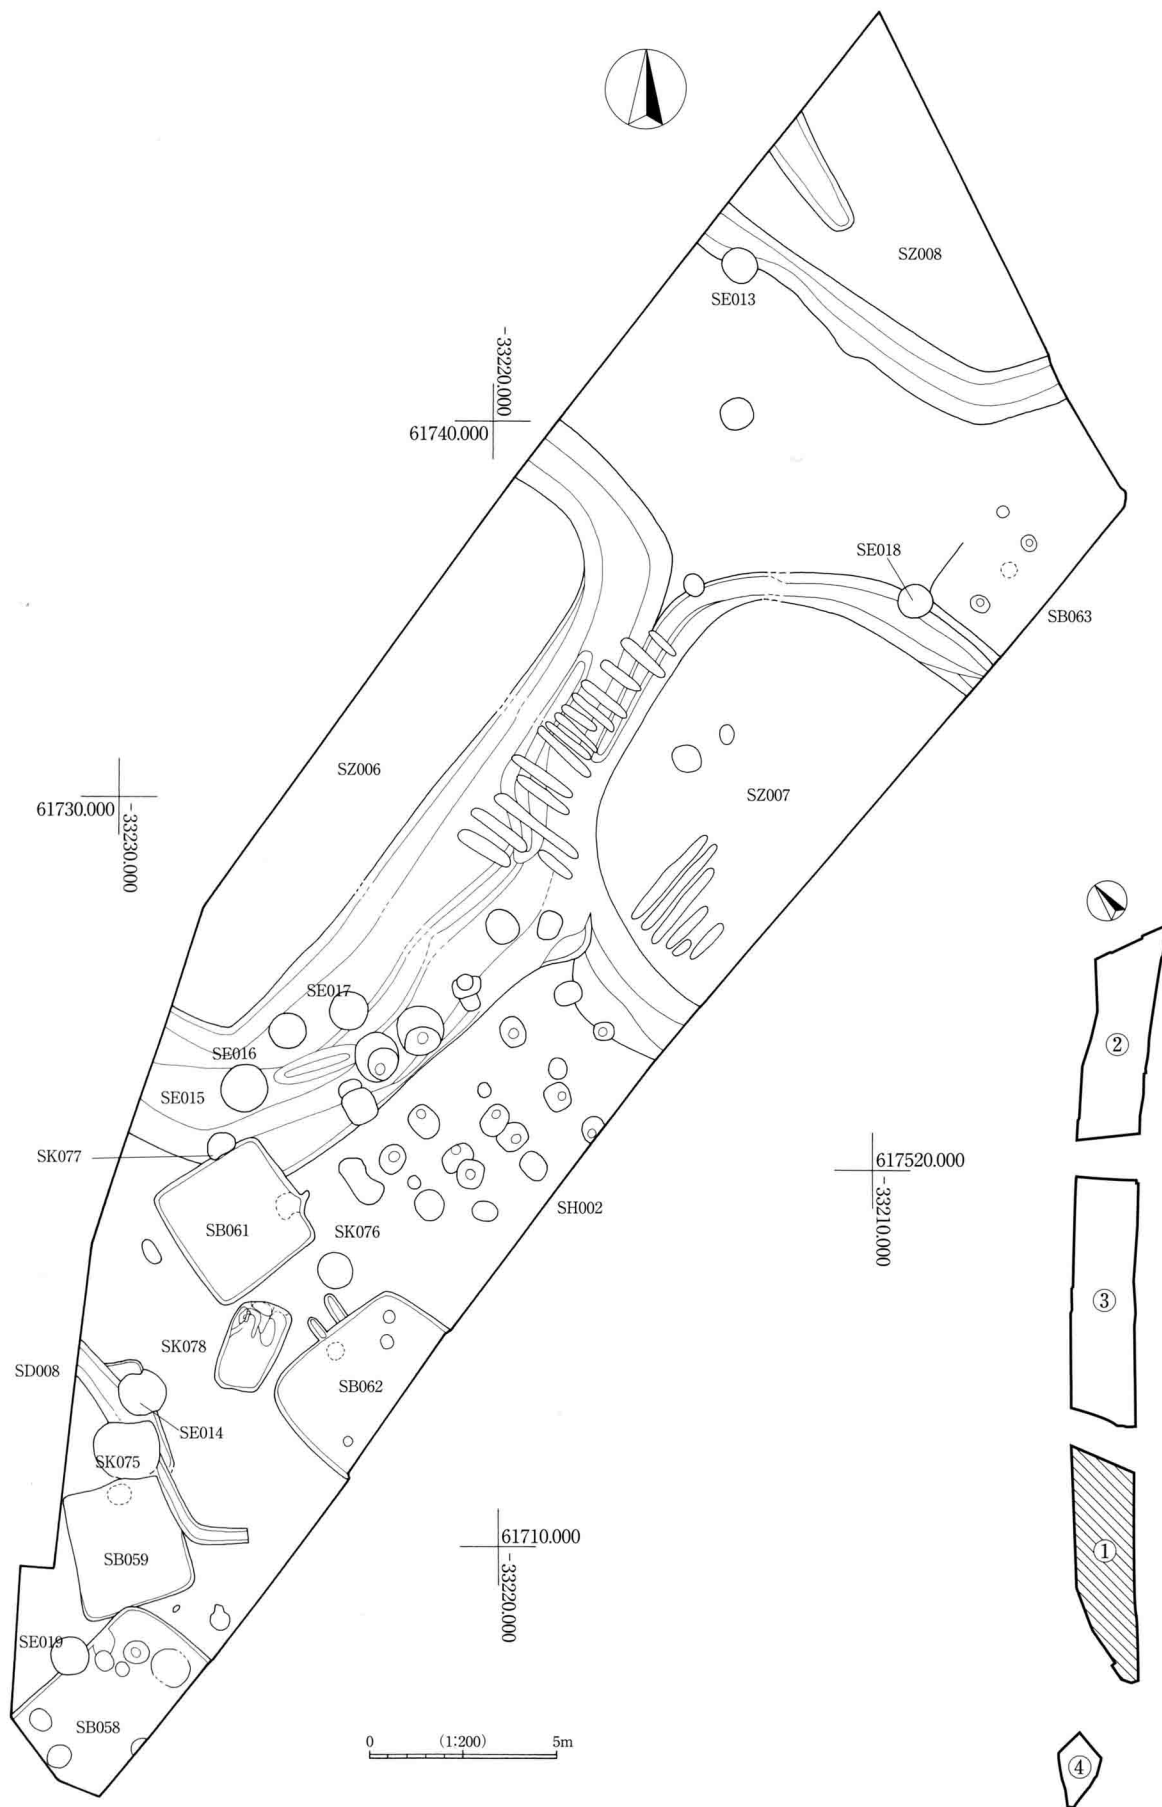 SZ008
SE013
-33220.000
61740.000
SE018
SB063
SZ006
SZ007
61730.000
-33230.000
SE017
SE016
SE015
SK077
SB061
SK076
SH002
617520.000
-33210.000
SK078
SD008
SB062
SE014
SK075
SB059
61710.000
-33220.000
SE019
SB058
0 (1:200) 5m
②
③
①
④